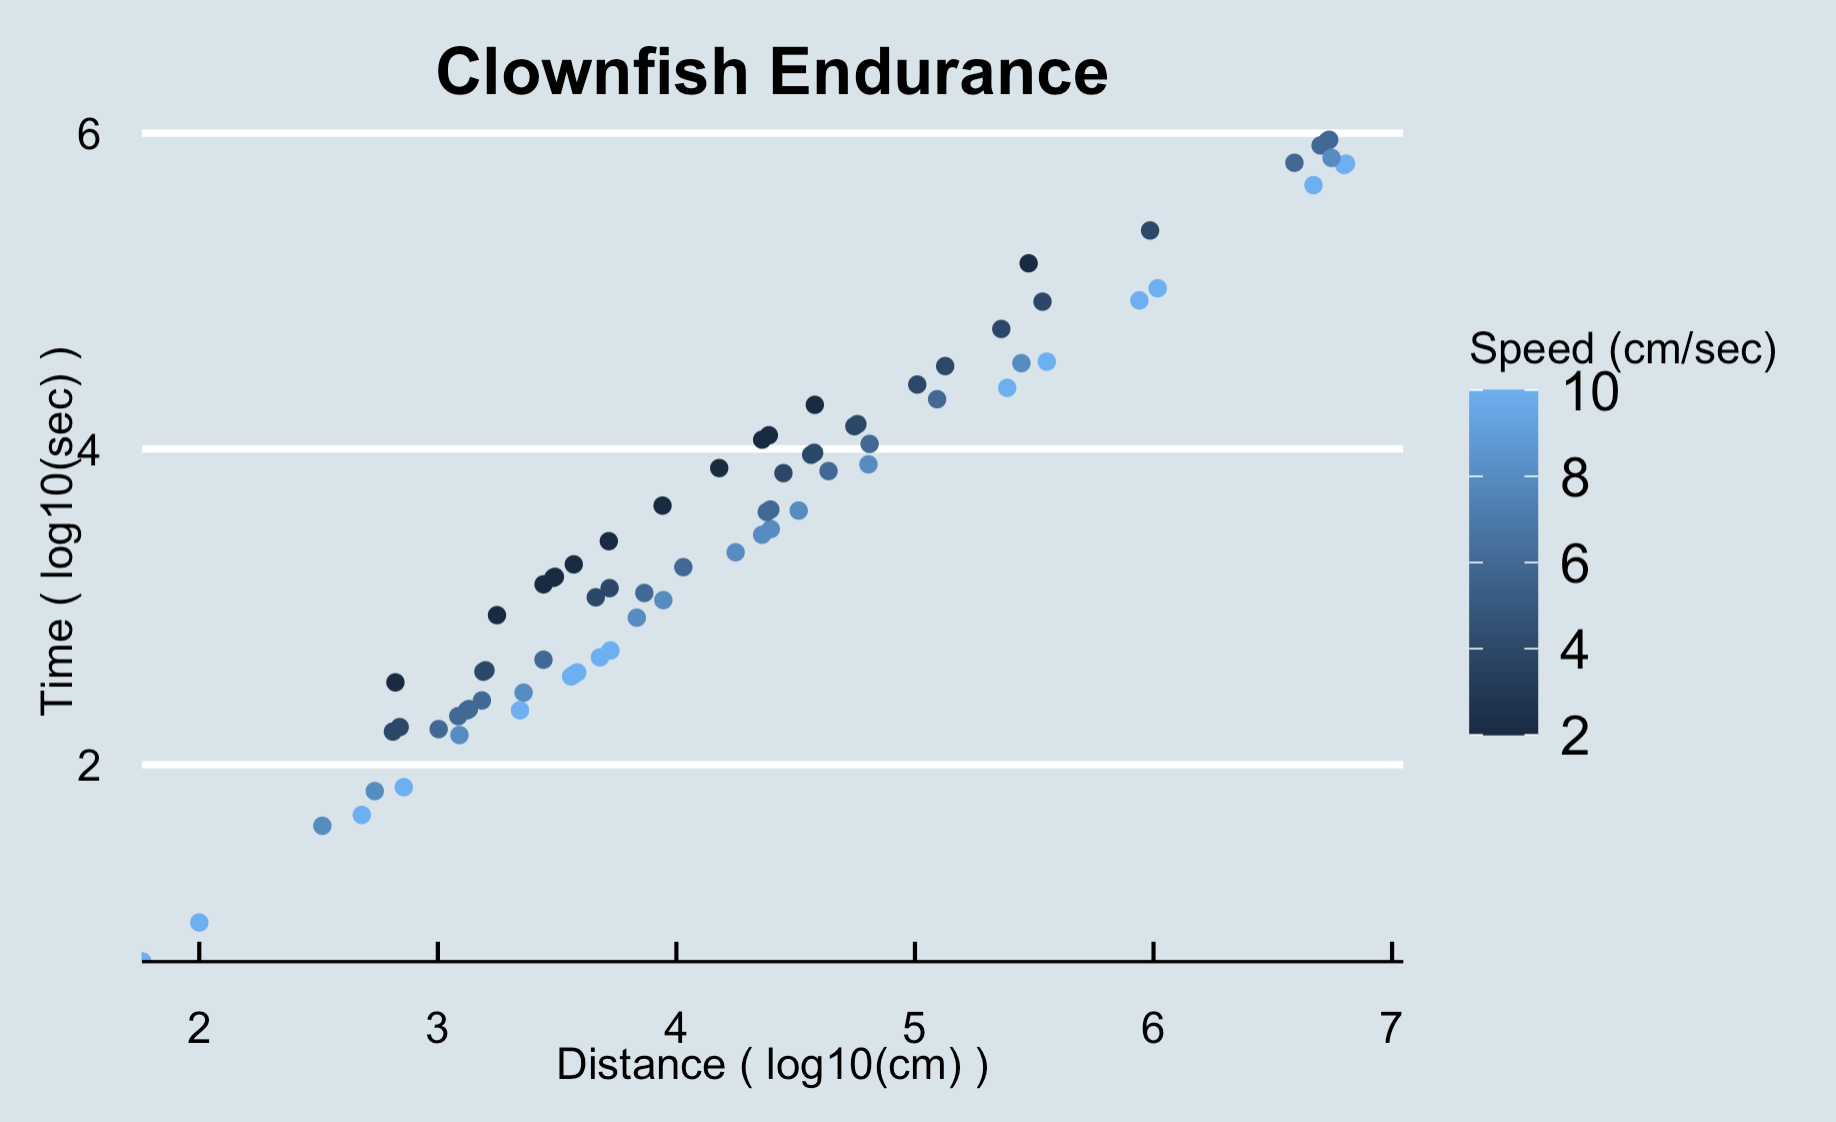 Clownfish Endurance
6
4
2
Time ( log10(sec) )
2 3 4 5 6 7
Distance ( log10(cm) )
Speed (cm/sec)
10
8
6
4
2